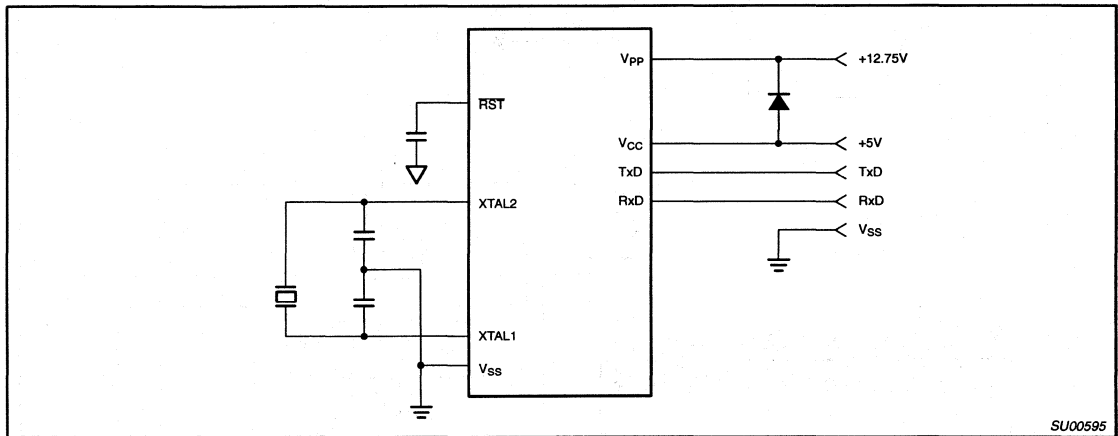 VPP
+12.75V
RST
VCC
+5V
TxD
TxD
XTAL2
RxD
RxD
VSS
XTAL1
VSS
SU00595